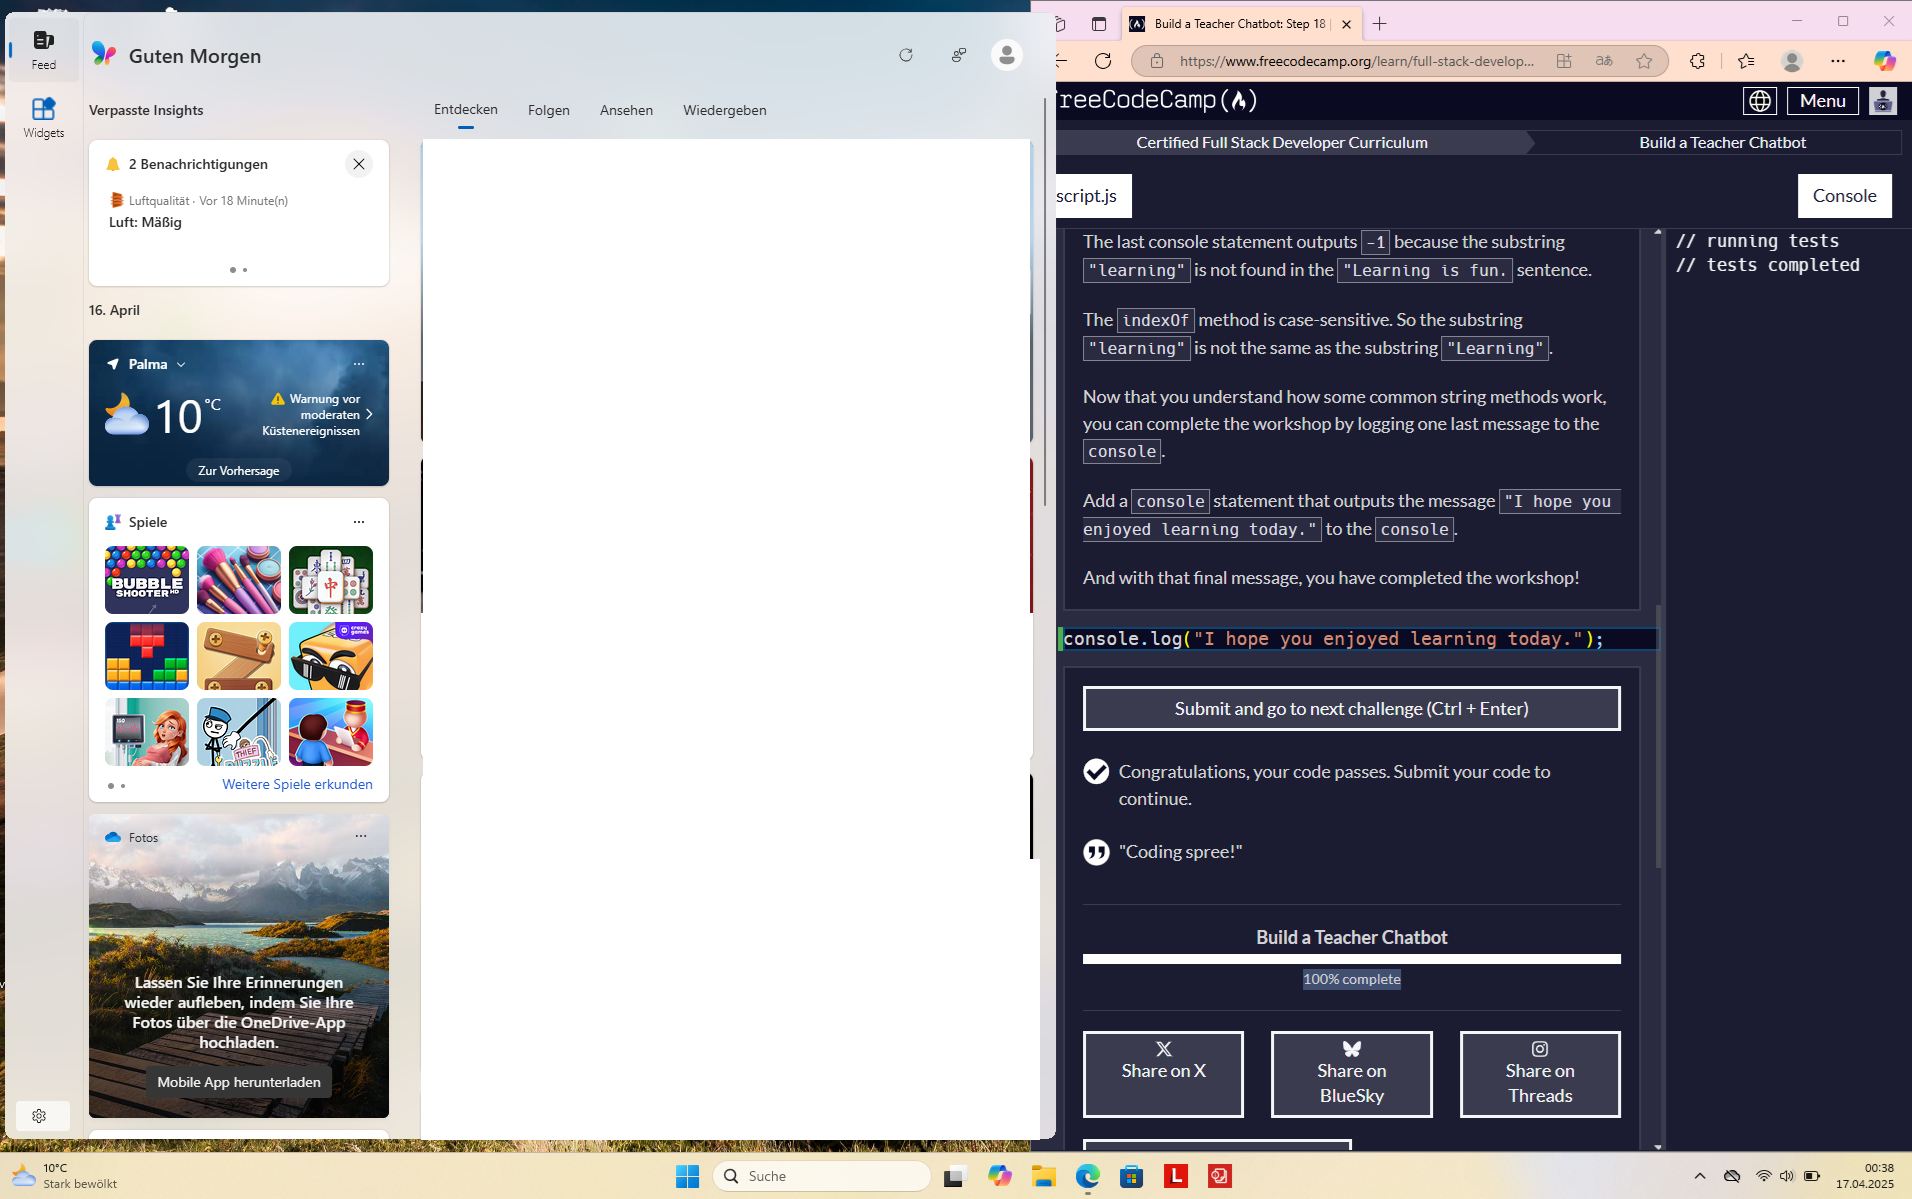 Feed
Widgets
Guten Morgen
Verpasste Insights
2 Benachrichtigungen
Luftqualität · Vor 18 Minute(n)
Luft: Mäßig
16. April
Palma
10 °C
Warnung vor
moderaten
Küstenereignissen
Zur Vorhersage
Spiele
BUBBLE
SHOOTER HD
crazy
games
THIEF
PUZZLE
Weitere Spiele erkunden
Fotos
Lassen Sie Ihre Erinnerungen
wieder aufleben, indem Sie Ihre
Fotos über die OneDrive-App
hochladen.
Mobile App herunterladen
Entdecken Folgen Ansehen Wiedergeben
Build a Teacher Chatbot: Step 18 |
https://www.freecodecamp.org/learn/full-stack-develop...
reeCodeCamp(🔥)
Menu
Certified Full Stack Developer Curriculum
Build a Teacher Chatbot
script.js
Console
The last console statement outputs -1 because the substring
"learning" is not found in the "Learning is fun. sentence.
The indexOf method is case-sensitive. So the substring
"learning" is not the same as the substring "Learning".
Now that you understand how some common string methods work,
you can complete the workshop by logging one last message to the
console.
Add a console statement that outputs the message "I hope you
enjoyed learning today." to the console.
And with that final message, you have completed the workshop!
console.log("I hope you enjoyed learning today.");
Submit and go to next challenge (Ctrl + Enter)
Congratulations, your code passes. Submit your code to
continue.
"Coding spree!"
Build a Teacher Chatbot
100% complete
Share on X
Share on
BlueSky
Share on
Threads
// running tests
// tests completed
10°C
Stark bewölkt
Suche
L
00:38
17.04.2025